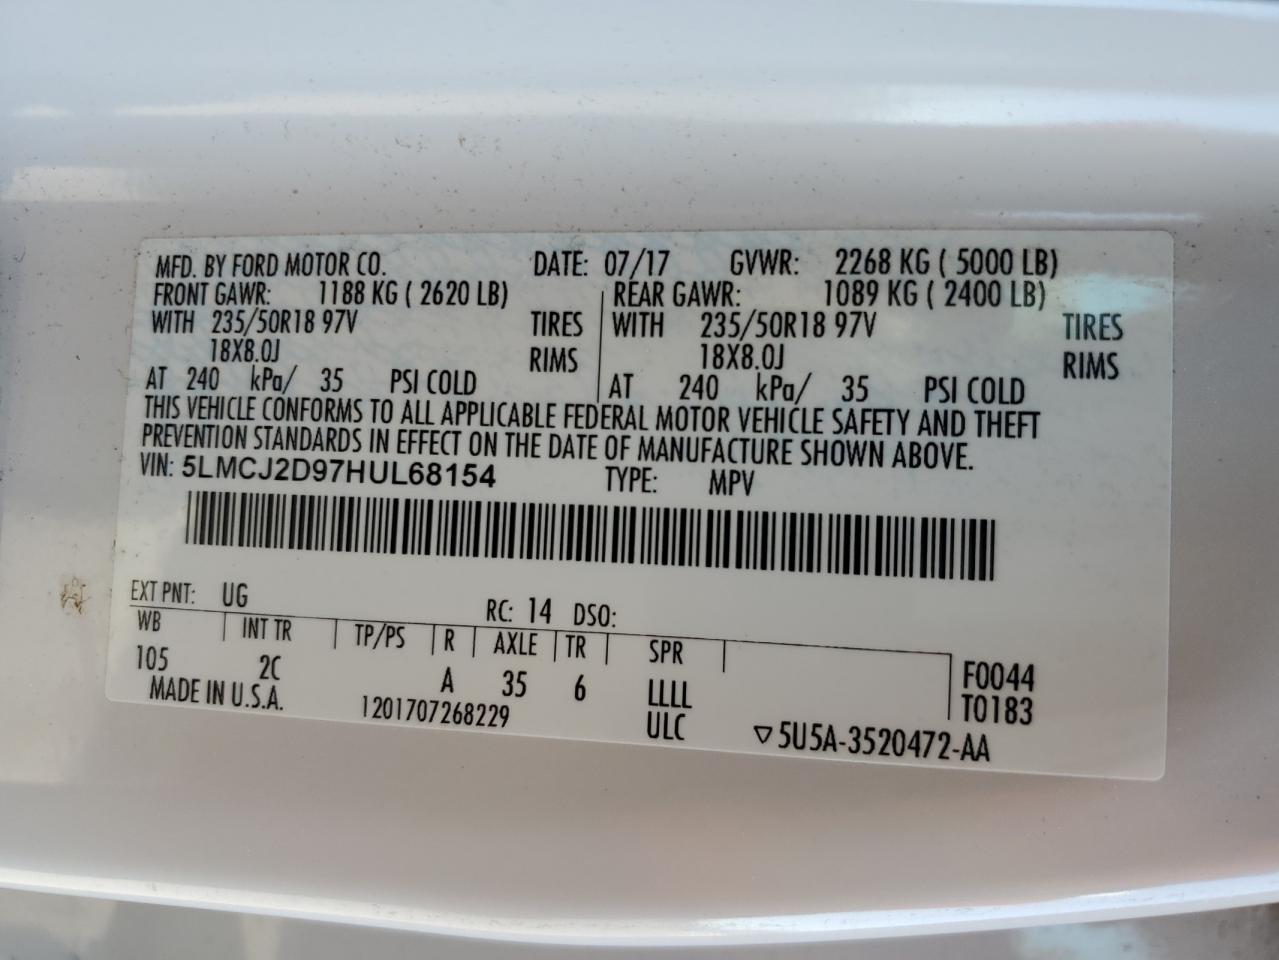 MFD. BY FORD MOTOR CO. DATE: 07/17 GVWR: 2268 KG ( 5000 LB)
FRONT GAWR: 1188 KG ( 2620 LB) REAR GAWR: 1089 KG ( 2400 LB)
WITH 235/50R18 97V TIRES WITH 235/50R18 97V TIRES
18X8.0J RIMS 18X8.0J RIMS
AT 240 kPa/ 35 PSI COLD AT 240 kPa/ 35 PSI COLD
THIS VEHICLE CONFORMS TO ALL APPLICABLE FEDERAL MOTOR VEHICLE SAFETY AND THEFT
PREVENTION STANDARDS IN EFFECT ON THE DATE OF MANUFACTURE SHOWN ABOVE.
VIN: 5LMCJ2D97HUL68154 TYPE: MPV
EXT PNT: UG RC: 14 DSO:
WB INT TR TP/PS R AXLE TR SPR
105 2C A 35 6 LLLL F0044
MADE IN U.S.A. 1201707268229 ULC T0183
▽5U5A-3520472-AA